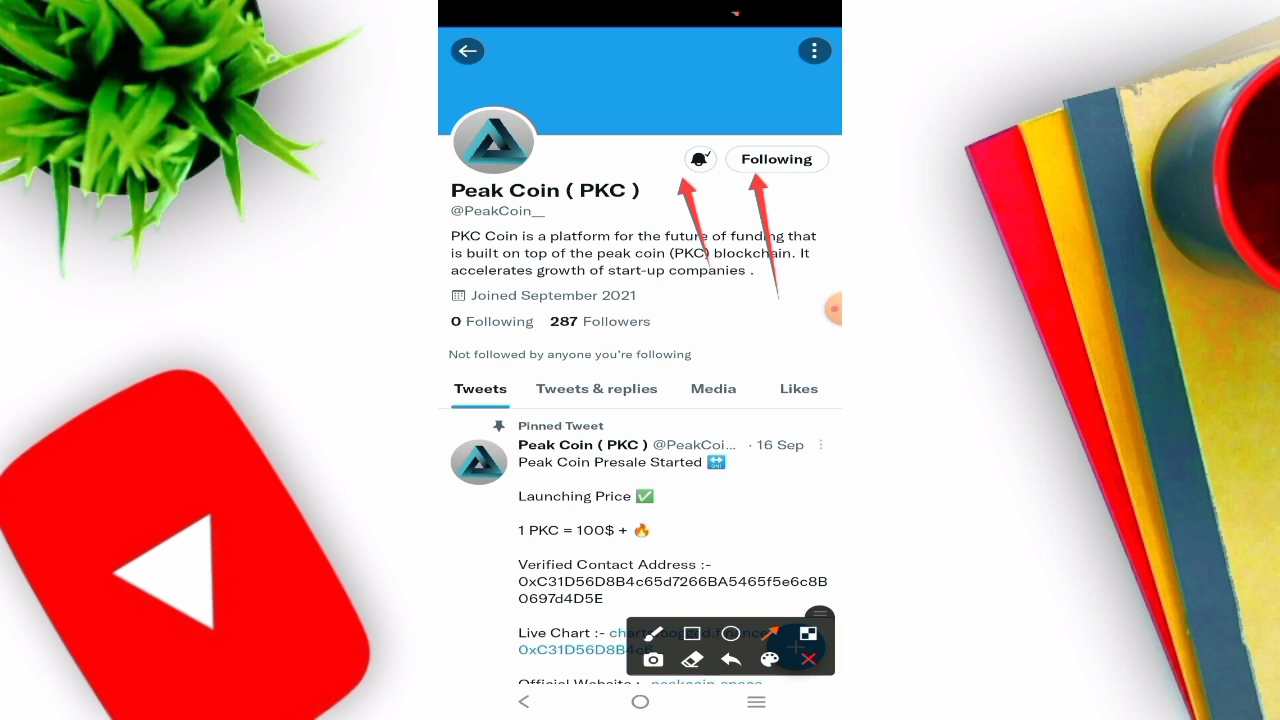 Following
Peak Coin ( PKC )
@PeakCoin__
PKC Coin is a platform for the future of funding that
is built on top of the peak coin (PKC) blockchain. It
accelerates growth of start-up companies .
Joined September 2021
0 Following 287 Followers
Not followed by anyone you're following
Tweets Tweets & replies Media Likes
Pinned Tweet
Peak Coin ( PKC ) @PeakCoi... · 16 Sep
Peak Coin Presale Started
Launching Price ✅
1 PKC = 100$ + 🔥
Verified Contact Address :-
0xC31D56D8B4c65d7266BA5465f5e6c8B
0697d4D5E
Live Chart :-
0xC31D56D8B4c6
Official Website :- peakcoin.space